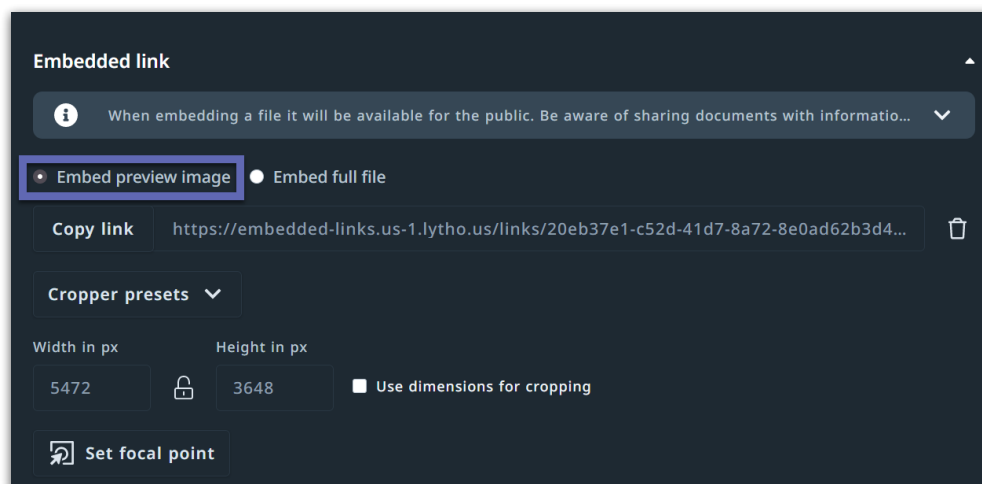 Embedded link
When embedding a file it will be available for the public. Be aware of sharing documents with informatio...
Embed preview image Embed full file
Copy link https://embedded-links.us-1.lytho.us/links/20eb37e1-c52d-41d7-8a72-8e0ad62b3d4...
Cropper presets
Width in px Height in px
5472 3648 Use dimensions for cropping
Set focal point